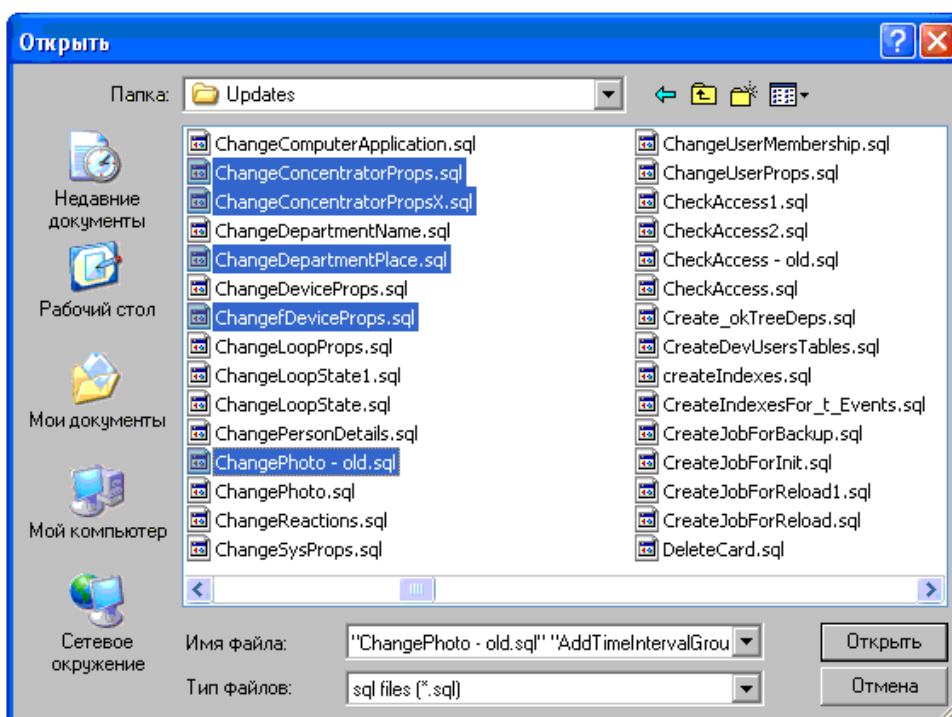 Открыть
Папка:
Updates
Недавние
документы
Рабочий стол
Мои документы
Мой компьютер
Сетевое
окружение
ChangeComputerApplication.sql
ChangeConcentratorProps.sql
ChangeConcentratorPropsX.sql
ChangeDepartmentName.sql
ChangeDepartmentPlace.sql
ChangeDeviceProps.sql
ChangefDeviceProps.sql
ChangeLoopProps.sql
ChangeLoopState1.sql
ChangeLoopState.sql
ChangePersonDetails.sql
ChangePhoto - old.sql
ChangePhoto.sql
ChangeReactions.sql
ChangeSysProps.sql
ChangeUserMembership.sql
ChangeUserProps.sql
CheckAccess1.sql
CheckAccess2.sql
CheckAccess - old.sql
CheckAccess.sql
Create_okTreeDeps.sql
CreateDevUsersTables.sql
createIndexes.sql
CreateIndexesFor_t_Events.sql
CreateJobForBackup.sql
CreateJobForInit.sql
CreateJobForReload1.sql
CreateJobForReload.sql
DeleteCard.sql
Имя файла:
"ChangePhoto - old.sql" "AddTimeIntervalGrou
Открыть
Тип файлов:
sql files (*.sql)
Отмена